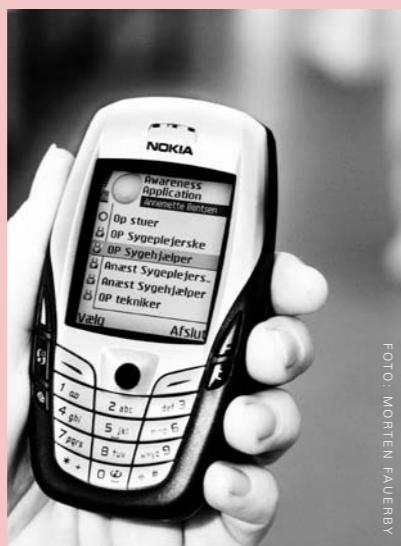 NOKIA
Awareness
Application
Annemette Bentsen
Op stuer
OP Sygeplejerske
OP Sygehjælper
Anæst Sygeplejers..
Anæst Sygehjælper
OP tekniker
Vælg
Afslut
1
2 abc
def 3
4 ghi
5 jkl
mno 6
7 pqrs
8 tuv
wxyz 9
* +
0
#
FOTO: MORTEN FAUERBY